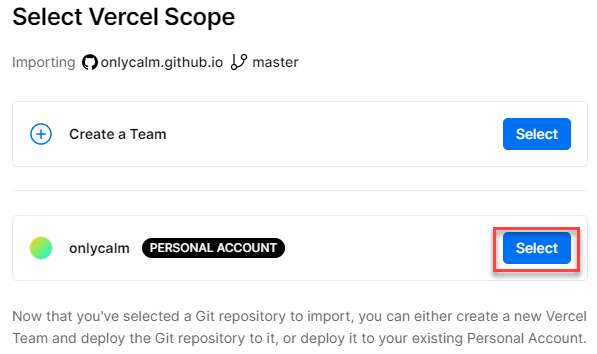 Select Vercel Scope
Importing onlycalm.github.io master
Create a Team Select
onlycalm PERSONAL ACCOUNT Select
Now that you've selected a Git repository to import, you can either create a new Vercel
Team and deploy the Git repository to it, or deploy it to your existing Personal Account.